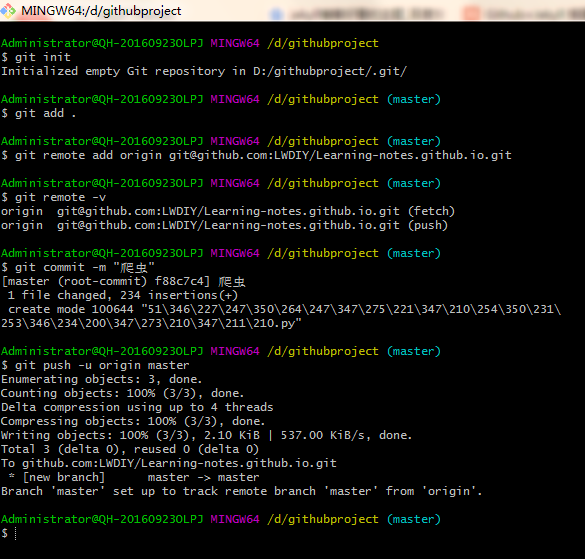 MINGW64:/d/githubproject
Administrator@QH-20160923OLPJ MINGW64 /d/githubproject
$ git init
Initialized empty Git repository in D:/githubproject/.git/
Administrator@QH-20160923OLPJ MINGW64 /d/githubproject (master)
$ git add .
Administrator@QH-20160923OLPJ MINGW64 /d/githubproject (master)
$ git remote add origin git@github.com:LWDIY/Learning-notes.github.io.git
Administrator@QH-20160923OLPJ MINGW64 /d/githubproject (master)
$ git remote -v
origin  git@github.com:LWDIY/Learning-notes.github.io.git (fetch)
origin  git@github.com:LWDIY/Learning-notes.github.io.git (push)
Administrator@QH-20160923OLPJ MINGW64 /d/githubproject (master)
$ git commit -m "爬虫"
[master (root-commit) f88c7c4] 爬虫
 1 file changed, 234 insertions(+)
 create mode 100644 "51\346\227\247\350\264\247\347\275\221\347\210\254\350\231\
253\346\234\200\347\273\210\347\211\210.py"
Administrator@QH-20160923OLPJ MINGW64 /d/githubproject (master)
$ git push -u origin master
Enumerating objects: 3, done.
Counting objects: 100% (3/3), done.
Delta compression using up to 4 threads
Compressing objects: 100% (3/3), done.
Writing objects: 100% (3/3), 2.10 KiB | 537.00 KiB/s, done.
Total 3 (delta 0), reused 0 (delta 0)
To github.com:LWDIY/Learning-notes.github.io.git
 * [new branch]      master -> master
Branch 'master' set up to track remote branch 'master' from 'origin'.
Administrator@QH-20160923OLPJ MINGW64 /d/githubproject (master)
$